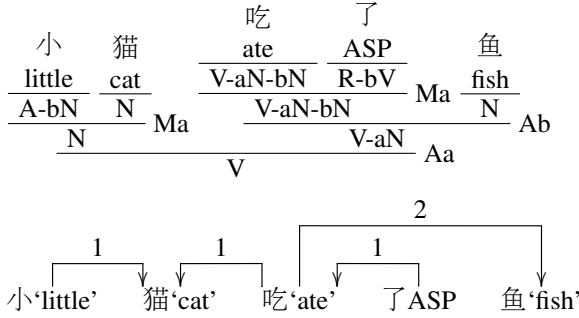 小 猫 吃 了 鱼
little cat ate ASP fish
A-bN N V-aN-bN R-bV Ma N
N Ma V-aN-bN Ab
V-aN Aa
V
2
1 1 1
小‘little’ 猫‘cat’ 吃‘ate’ 了ASP 鱼‘fish’